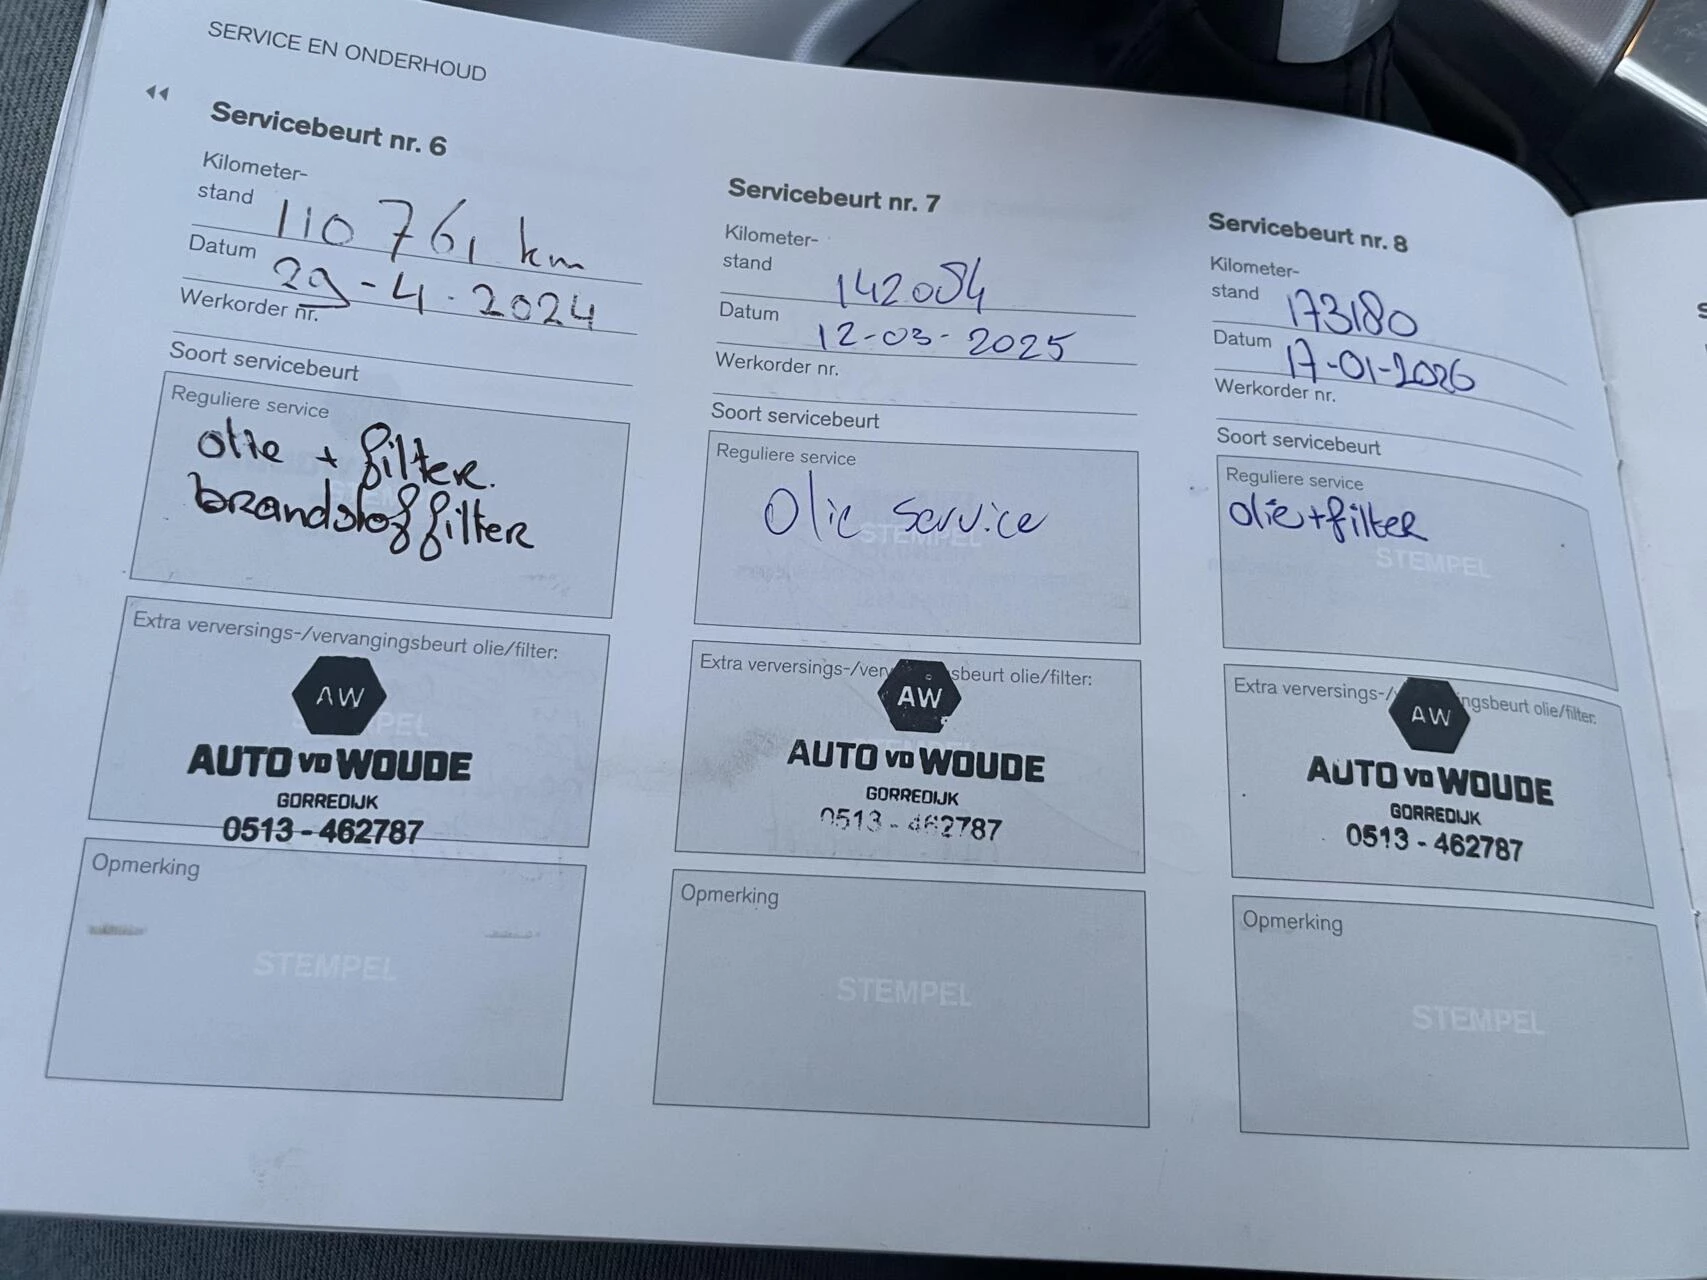 SERVICE EN ONDERHOUD
Servicebeurt nr. 6
Kilometer-
stand 110 761 km
Datum 29-4-2024
Werkorder nr.
Soort servicebeurt
Reguliere service
olie + filter.
brandstoffilter
Extra verversings-/vervangingsbeurt olie/filter:
AW
AUTO VD WOUDE
GORREDIJK
0513 - 462787
Opmerking
STEMPEL
Servicebeurt nr. 7
Kilometer-
stand 142084
Datum 12-03-2025
Werkorder nr.
Soort servicebeurt
Reguliere service
Olie service
STEMPEL
Extra verversings-/ver sbeurt olie/filter:
AW
AUTO VD WOUDE
GORREDIJK
0513 - 462787
Opmerking
STEMPEL
Servicebeurt nr. 8
Kilometer-
stand 173180
Datum 17-01-2026
Werkorder nr.
Soort servicebeurt
Reguliere service
olie+filter
STEMPEL
Extra verversings-/ ngsbeurt olie/filter:
AW
AUTO VD WOUDE
GORREDIJK
0513 - 462787
Opmerking
STEMPEL